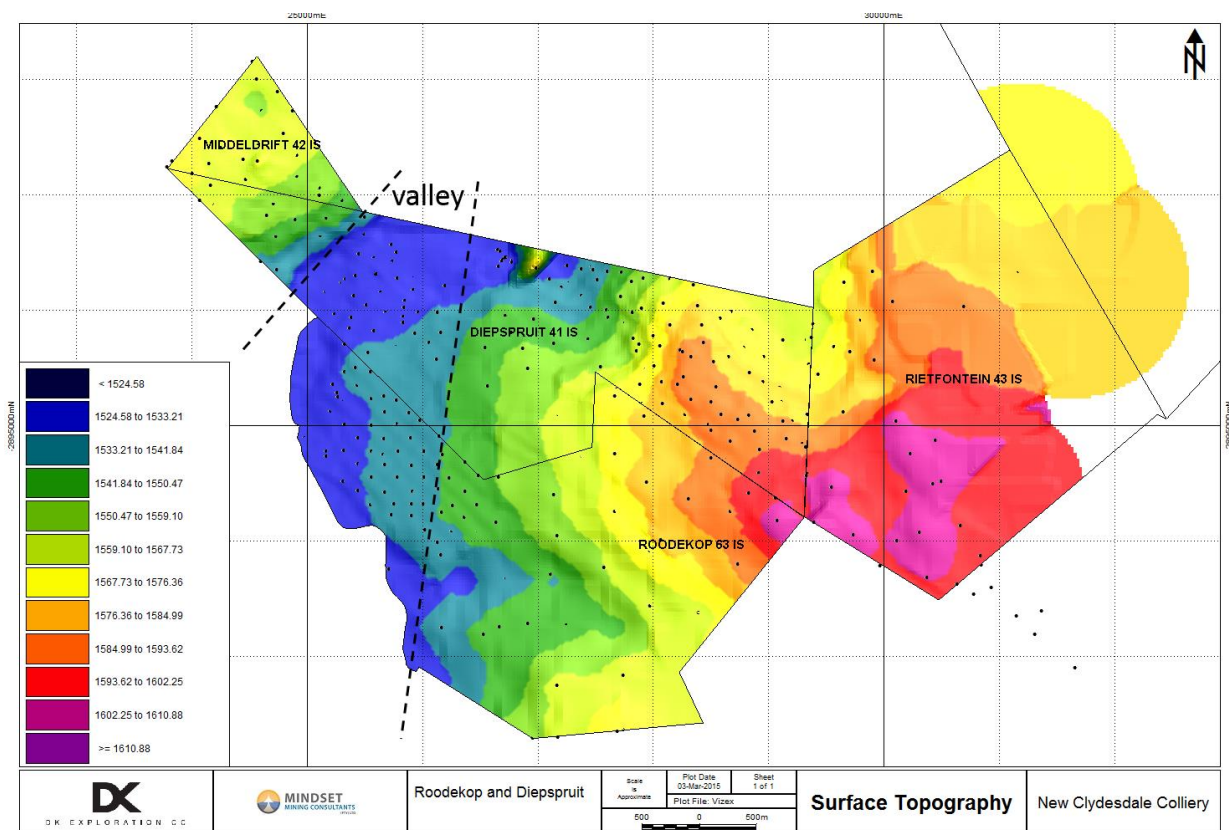 25000mE
30000mE
N
MIDDELDRIFT 42 IS
valley
DIEPSPRUIT 41 IS
RIETFONTEIN 43 IS
ROODEKOP 63 IS
-2895000mN
-2895000mN
< 1524.58
1524.58 to 1533.21
1533.21 to 1541.84
1541.84 to 1550.47
1550.47 to 1559.10
1559.10 to 1567.73
1567.73 to 1576.36
1576.36 to 1584.99
1584.99 to 1593.62
1593.62 to 1602.25
1602.25 to 1610.88
>= 1610.88
DK
DK EXPLORATION CC
MINDSET
MINING CONSULTANTS
Roodekop and Diepspruit
Scale
is
Approximate
Plot Date
03-Mar-2015
Sheet
1 of 1
Plot File: Vizex
500 0 500m
Surface Topography
New Clydesdale Colliery